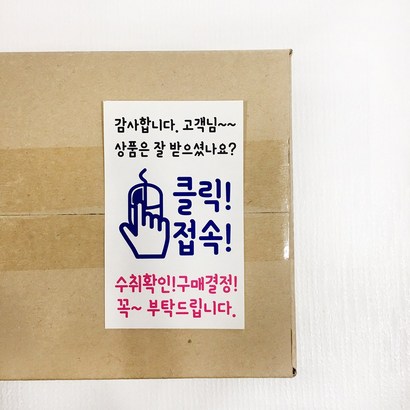 감사합니다. 고객님~~
상품은 잘 받으셨나요?
클릭!
접속!
수취확인!구매결정!
꼭~ 부탁드립니다.